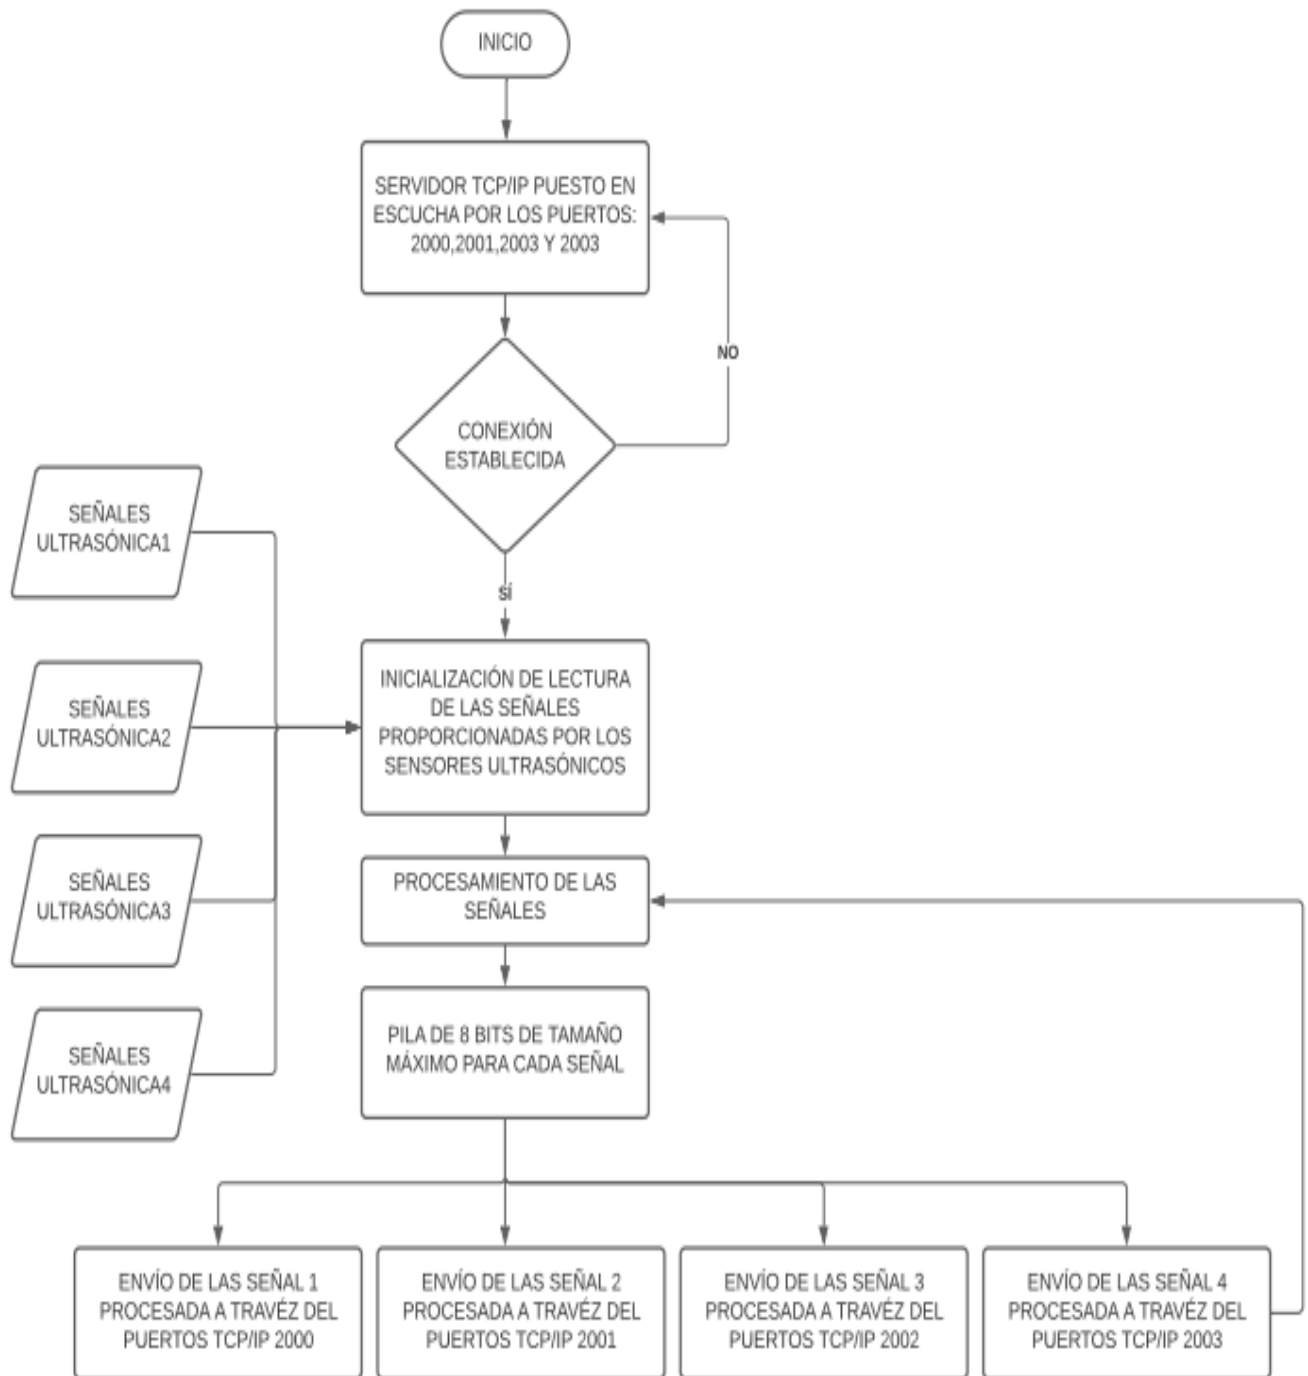 INICIO
SERVIDOR TCP/IP PUESTO EN
ESCUCHA POR LOS PUERTOS:
2000,2001,2003 Y 2003
NO
CONEXIÓN
ESTABLECIDA
SÍ
SEÑALES
ULTRASÓNICA1
SEÑALES
ULTRASÓNICA2
SEÑALES
ULTRASÓNICA3
SEÑALES
ULTRASÓNICA4
INICIALIZACIÓN DE LECTURA
DE LAS SEÑALES
PROPORCIONADAS POR LOS
SENSORES ULTRASÓNICOS
PROCESAMIENTO DE LAS
SEÑALES
PILA DE 8 BITS DE TAMAÑO
MÁXIMO PARA CADA SEÑAL
ENVÍO DE LAS SEÑAL 1
PROCESADA A TRAVÉZ DEL
PUERTOS TCP/IP 2000
ENVÍO DE LAS SEÑAL 2
PROCESADA A TRAVÉZ DEL
PUERTOS TCP/IP 2001
ENVÍO DE LAS SEÑAL 3
PROCESADA A TRAVÉZ DEL
PUERTOS TCP/IP 2002
ENVÍO DE LAS SEÑAL 4
PROCESADA A TRAVÉZ DEL
PUERTOS TCP/IP 2003